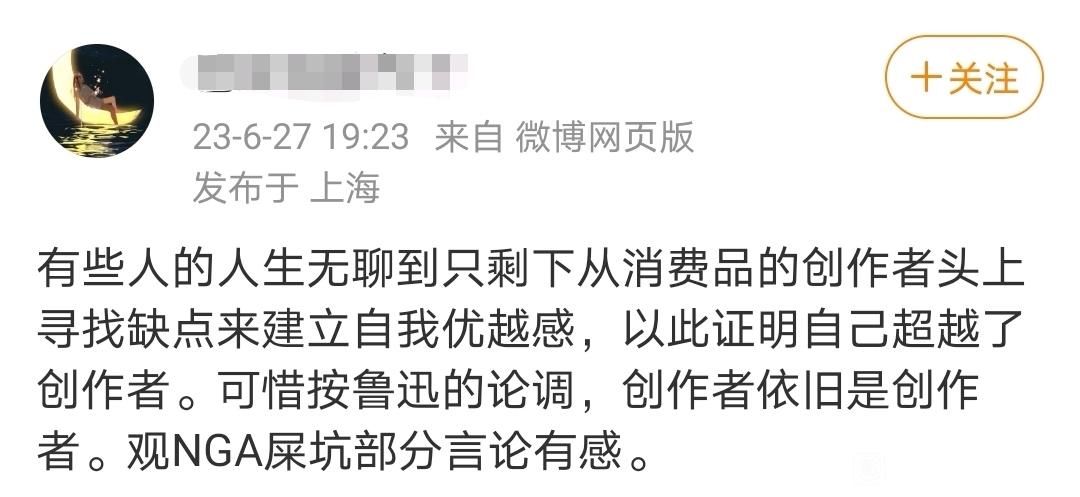 +关注
23-6-27 19:23 来自 微博网页版
发布于 上海
有些人的人生无聊到只剩下从消费品的创作者头上
寻找缺点来建立自我优越感，以此证明自己超越了
创作者。可惜按鲁迅的论调，创作者依旧是创作
者。观NGA屎坑部分言论有感。